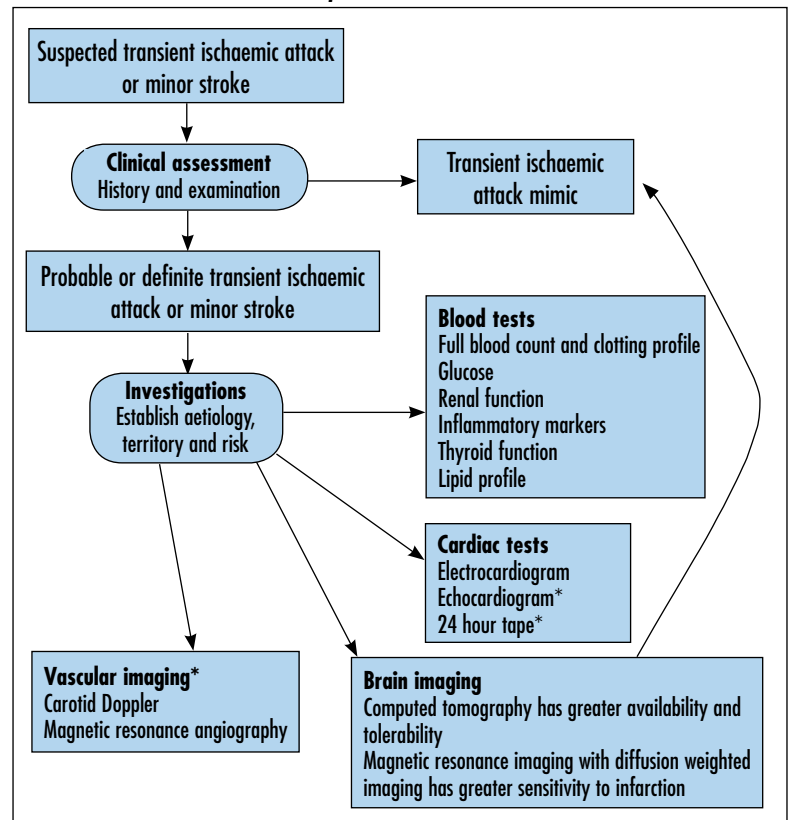 Suspected transient ischaemic attack
or minor stroke
Clinical assessment
History and examination
Transient ischaemic
attack mimic
Probable or definite transient ischaemic
attack or minor stroke
Investigations
Establish aetiology,
territory and risk
Blood tests
Full blood count and clotting profile
Glucose
Renal function
Inflammatory markers
Thyroid function
Lipid profile
Cardiac tests
Electrocardiogram
Echocardiogram*
24 hour tape*
Vascular imaging*
Carotid Doppler
Magnetic resonance angiography
Brain imaging
Computed tomography has greater availability and
tolerability
Magnetic resonance imaging with diffusion weighted
imaging has greater sensitivity to infarction